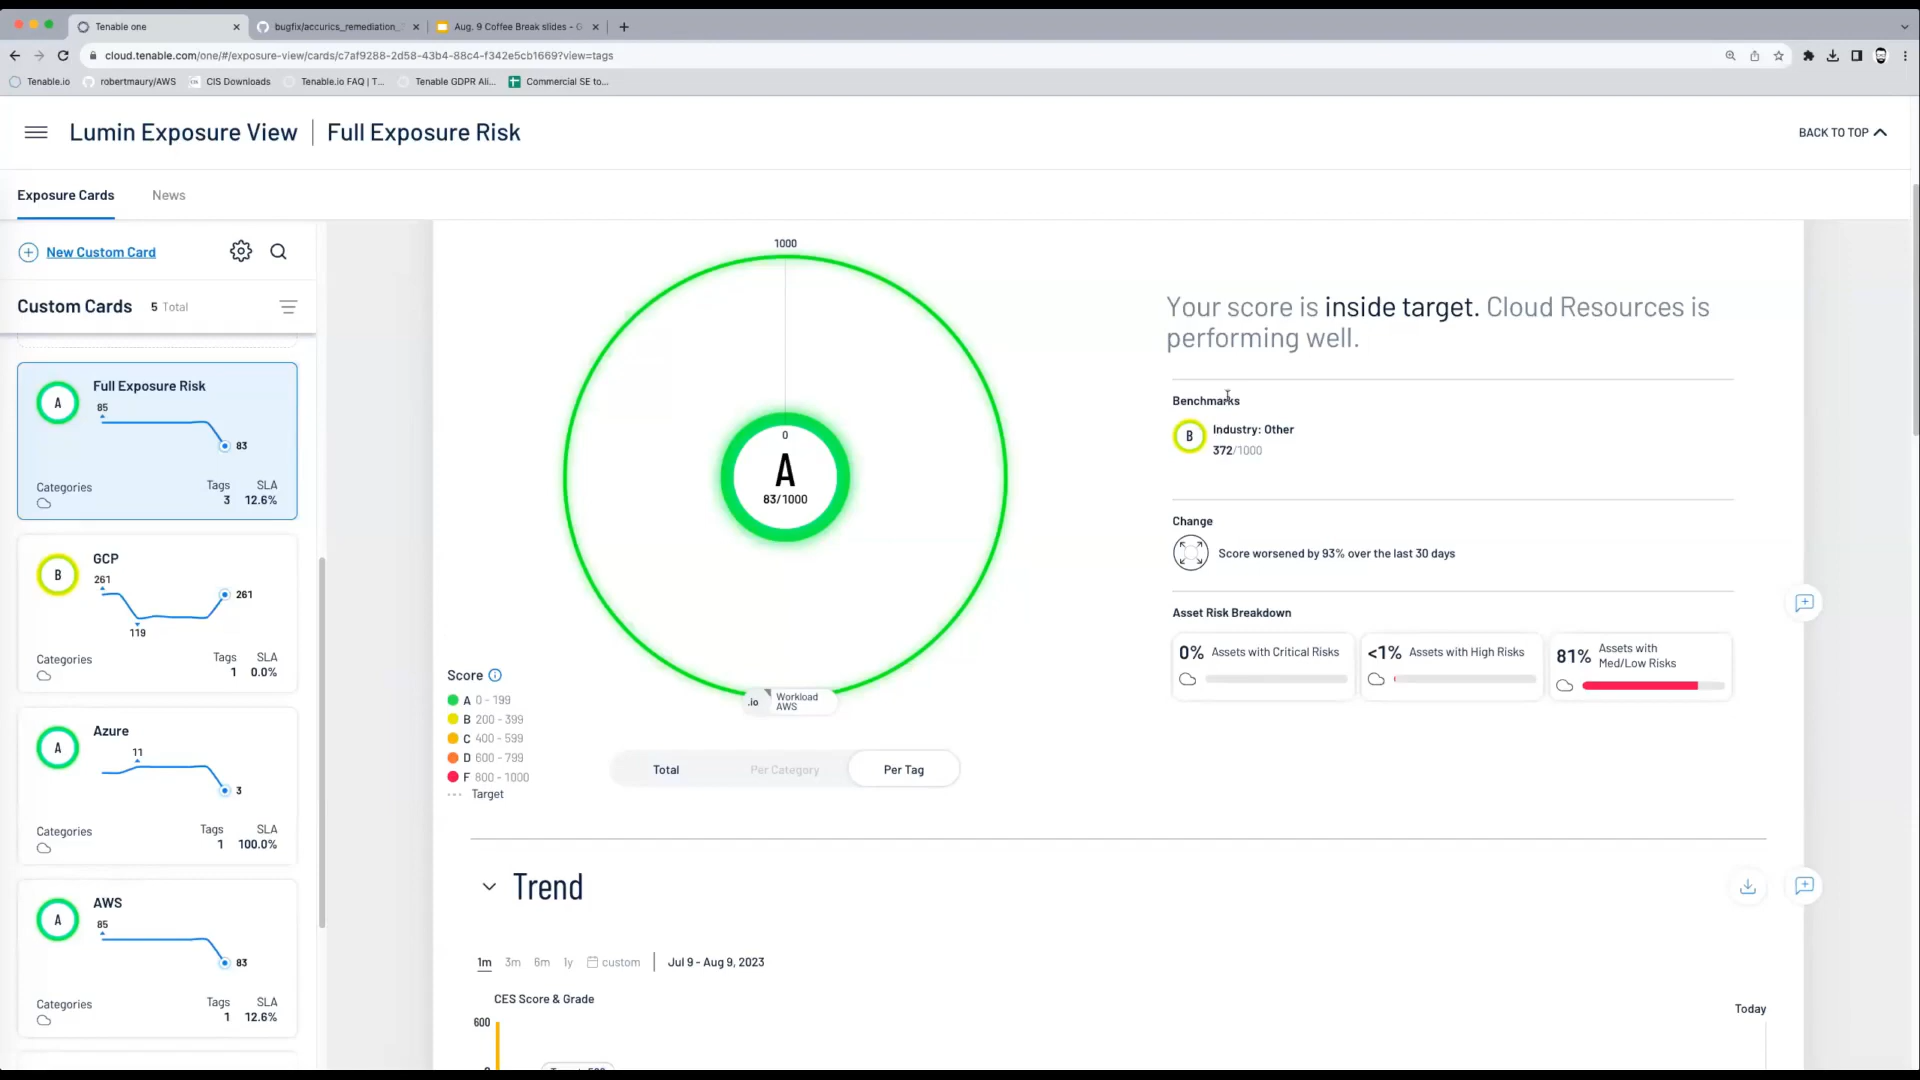 Tenable one
bugfix/accurics_remediation_
Aug. 9 Coffee Break slides - G
cloud.tenable.com/one/#/exposure-view/cards/c7af9288-2d58-43b4-88c4-f342e5cb1669?view=tags
Tenable.io
robertmaury/AWS
CIS Downloads
Tenable.io FAQ | T...
Tenable GDPR Ali...
Commercial SE to...
Lumin Exposure View | Full Exposure Risk
BACK TO TOP
Exposure Cards
News
New Custom Card
Custom Cards 5 Total
Full Exposure Risk
A
85
83
Categories
Tags SLA
3 12.6%
GCP
B
261
261
119
Categories
Tags SLA
1 0.0%
Azure
A
11
3
Categories
Tags SLA
1 100.0%
AWS
A
85
83
Categories
Tags SLA
1 12.6%
1000
0
A
83/1000
.io
Workload
AWS
Score
A 0 - 199
B 200 - 399
C 400 - 599
D 600 - 799
F 800 - 1000
Target
Total
Per Category
Per Tag
Your score is inside target. Cloud Resources is
performing well.
Benchmarks
B
Industry: Other
372/1000
Change
Score worsened by 93% over the last 30 days
Asset Risk Breakdown
0% Assets with Critical Risks
<1% Assets with High Risks
81% Assets with
Med/Low Risks
Trend
1m 3m 6m 1y custom | Jul 9 - Aug 9, 2023
CES Score & Grade
Today
600